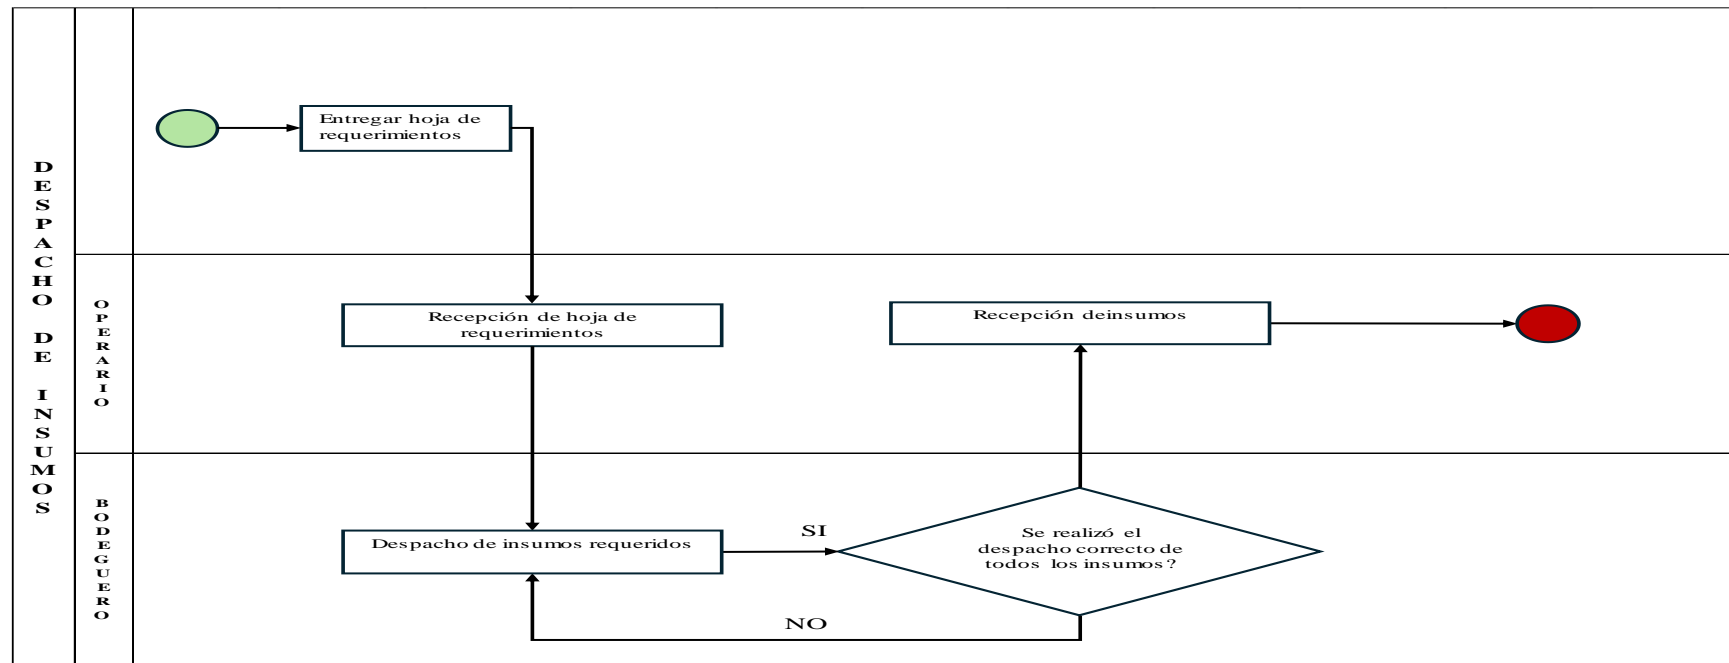 DESPACHO DE INSUMOS
Entregar hoja de
requerimientos
OPERARIO
Recepción de hoja de
requerimientos
Recepción deinsumos
BODEGUERO
Despacho de insumos requeridos
SI
Se realizó el
despacho correcto de
todos los insumos?
NO